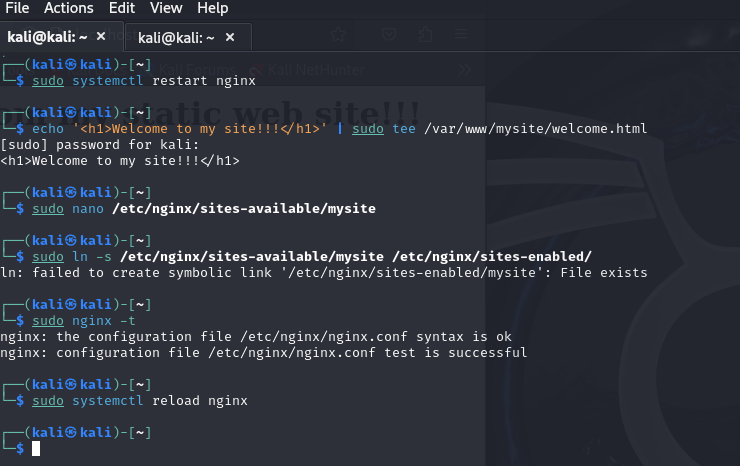 File Actions Edit View Help
kali@kali: ~ × kali@kali: ~ ×
┌──(kali㉿kali)-[~]
└─$ sudo systemctl restart nginx
┌──(kali㉿kali)-[~]
└─$ echo '<h1>Welcome to my site!!!</h1>' | sudo tee /var/www/mysite/welcome.html
[sudo] password for kali:
<h1>Welcome to my site!!!</h1>
┌──(kali㉿kali)-[~]
└─$ sudo nano /etc/nginx/sites-available/mysite
┌──(kali㉿kali)-[~]
└─$ sudo ln -s /etc/nginx/sites-available/mysite /etc/nginx/sites-enabled/
ln: failed to create symbolic link '/etc/nginx/sites-enabled/mysite': File exists
┌──(kali㉿kali)-[~]
└─$ sudo nginx -t
nginx: the configuration file /etc/nginx/nginx.conf syntax is ok
nginx: configuration file /etc/nginx/nginx.conf test is successful
┌──(kali㉿kali)-[~]
└─$ sudo systemctl reload nginx
┌──(kali㉿kali)-[~]
└─$
Kali Forums Kali NetHunter
static web site!!!